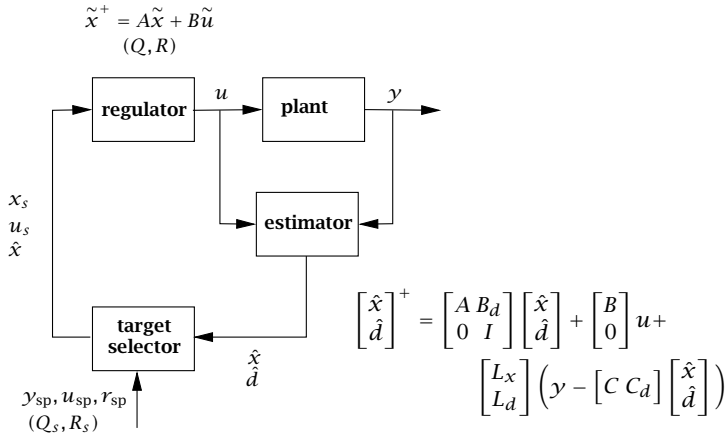 x̃⁺ = Ax̃ + Bũ
(Q, R)
regulator
u
plant
y
estimator
x_s
u_s
x̂
target
selector
x̂
d̂
y_sp, u_sp, r_sp
(Q_s, R_s)
[x̂ d̂]⁺ = [A B_d; 0 I] [x̂; d̂] + [B; 0] u+
[L_x; L_d] (y − [C C_d] [x̂; d̂])